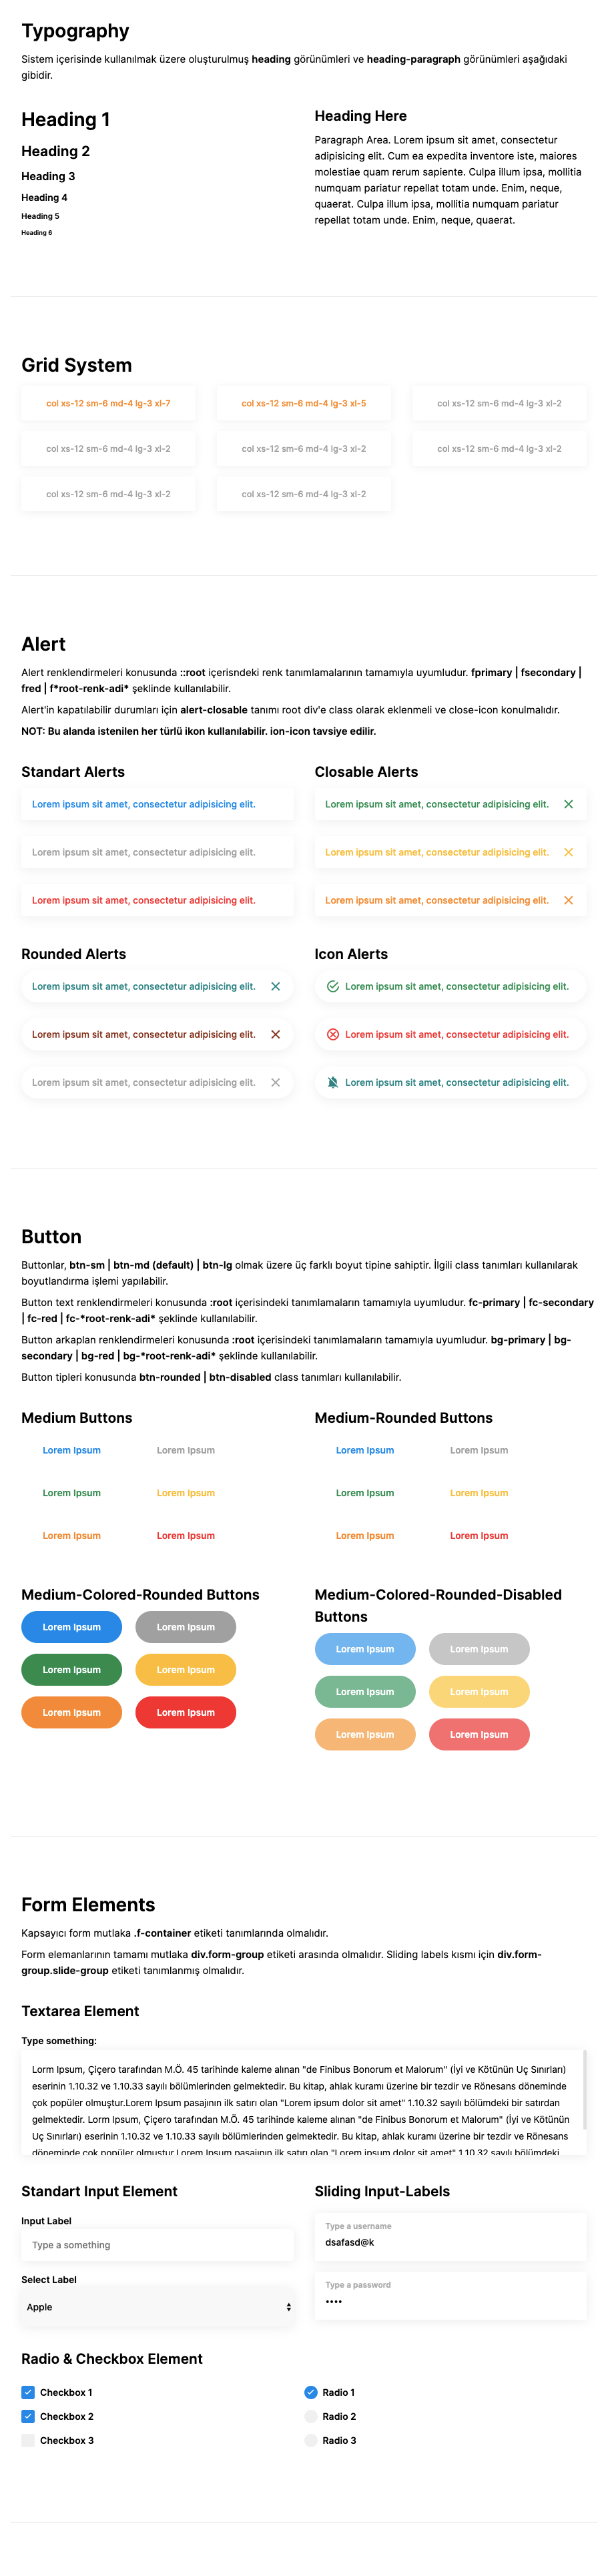 Typography
Sistem içerisinde kullanılmak üzere oluşturulmuş heading görünümleri ve heading-paragraph görünümleri aşağıdaki
gibidir.
Heading 1
Heading 2
Heading 3
Heading 4
Heading 5
Heading 6
Heading Here
Paragraph Area. Lorem ipsum sit amet, consectetur
adipisicing elit. Cum ea expedita inventore iste, maiores
molestiae quam rerum sapiente. Culpa illum ipsa, mollitia
numquam pariatur repellat totam unde. Enim, neque,
quaerat. Culpa illum ipsa, mollitia numquam pariatur
repellat totam unde. Enim, neque, quaerat.
Grid System
col xs-12 sm-6 md-4 lg-3 xl-7
col xs-12 sm-6 md-4 lg-3 xl-5
col xs-12 sm-6 md-4 lg-3 xl-2
col xs-12 sm-6 md-4 lg-3 xl-2
col xs-12 sm-6 md-4 lg-3 xl-2
col xs-12 sm-6 md-4 lg-3 xl-2
col xs-12 sm-6 md-4 lg-3 xl-2
col xs-12 sm-6 md-4 lg-3 xl-2
Alert
Alert renklendirmeleri konusunda ::root içerisndeki renk tanımlamalarının tamamıyla uyumludur. fprimary | fsecondary |
fred | f*root-renk-adi* şeklinde kullanılabilir.
Alert'in kapatılabilir durumları için alert-closable tanımı root div'e class olarak eklenmeli ve close-icon konulmalıdır.
NOT: Bu alanda istenilen her türlü ikon kullanılabilir. ion-icon tavsiye edilir.
Standart Alerts
Lorem ipsum sit amet, consectetur adipisicing elit.
Lorem ipsum sit amet, consectetur adipisicing elit.
Lorem ipsum sit amet, consectetur adipisicing elit.
Closable Alerts
Lorem ipsum sit amet, consectetur adipisicing elit.
Lorem ipsum sit amet, consectetur adipisicing elit.
Lorem ipsum sit amet, consectetur adipisicing elit.
Rounded Alerts
Lorem ipsum sit amet, consectetur adipisicing elit.
Lorem ipsum sit amet, consectetur adipisicing elit.
Lorem ipsum sit amet, consectetur adipisicing elit.
Icon Alerts
Lorem ipsum sit amet, consectetur adipisicing elit.
Lorem ipsum sit amet, consectetur adipisicing elit.
Lorem ipsum sit amet, consectetur adipisicing elit.
Button
Buttonlar, btn-sm | btn-md (default) | btn-lg olmak üzere üç farklı boyut tipine sahiptir. İlgili class tanımları kullanılarak
boyutlandırma işlemi yapılabilir.
Button text renklendirmeleri konusunda :root içerisindeki tanımlamaların tamamıyla uyumludur. fc-primary | fc-secondary
| fc-red | fc-*root-renk-adi* şeklinde kullanılabilir.
Button arkaplan renklendirmeleri konusunda :root içerisindeki tanımlamaların tamamıyla uyumludur. bg-primary | bg-
secondary | bg-red | bg-*root-renk-adi* şeklinde kullanılabilir.
Button tipleri konusunda btn-rounded | btn-disabled class tanımları kullanılabilir.
Medium Buttons
Lorem Ipsum
Lorem Ipsum
Lorem Ipsum
Lorem Ipsum
Lorem Ipsum
Lorem Ipsum
Medium-Rounded Buttons
Lorem Ipsum
Lorem Ipsum
Lorem Ipsum
Lorem Ipsum
Lorem Ipsum
Lorem Ipsum
Medium-Colored-Rounded Buttons
Lorem Ipsum
Lorem Ipsum
Lorem Ipsum
Lorem Ipsum
Lorem Ipsum
Lorem Ipsum
Medium-Colored-Rounded-Disabled
Buttons
Lorem Ipsum
Lorem Ipsum
Lorem Ipsum
Lorem Ipsum
Lorem Ipsum
Lorem Ipsum
Form Elements
Kapsayıcı form mutlaka .f-container etiketi tanımlarında olmalıdır.
Form elemanlarının tamamı mutlaka div.form-group etiketi arasında olmalıdır. Sliding labels kısmı için div.form-
group.slide-group etiketi tanımlanmış olmalıdır.
Textarea Element
Type something:
Lorm Ipsum, Çiçero tarafından M.Ö. 45 tarihinde kaleme alınan "de Finibus Bonorum et Malorum" (İyi ve Kötünün Uç Sınırları)
eserinin 1.10.32 ve 1.10.33 sayılı bölümlerinden gelmektedir. Bu kitap, ahlak kuramı üzerine bir tezdir ve Rönesans döneminde
çok popüler olmuştur.Lorem Ipsum pasajının ilk satırı olan "Lorem ipsum dolor sit amet" 1.10.32 sayılı bölümdeki bir satırdan
gelmektedir. Lorm Ipsum, Çiçero tarafından M.Ö. 45 tarihinde kaleme alınan "de Finibus Bonorum et Malorum" (İyi ve Kötünün
Uç Sınırları) eserinin 1.10.32 ve 1.10.33 sayılı bölümlerinden gelmektedir. Bu kitap, ahlak kuramı üzerine bir tezdir ve Rönesans
döneminde çok popüler olmuştur.Lorem Ipsum pasajının ilk satırı olan "Lorem ipsum dolor sit amet" 1.10.32 sayılı bölümdeki
Standart Input Element
Input Label
Type a something
Select Label
Apple
Sliding Input-Labels
Type a username
dsafasd@k
Type a password
••••
Radio & Checkbox Element
Checkbox 1
Checkbox 2
Checkbox 3
Radio 1
Radio 2
Radio 3